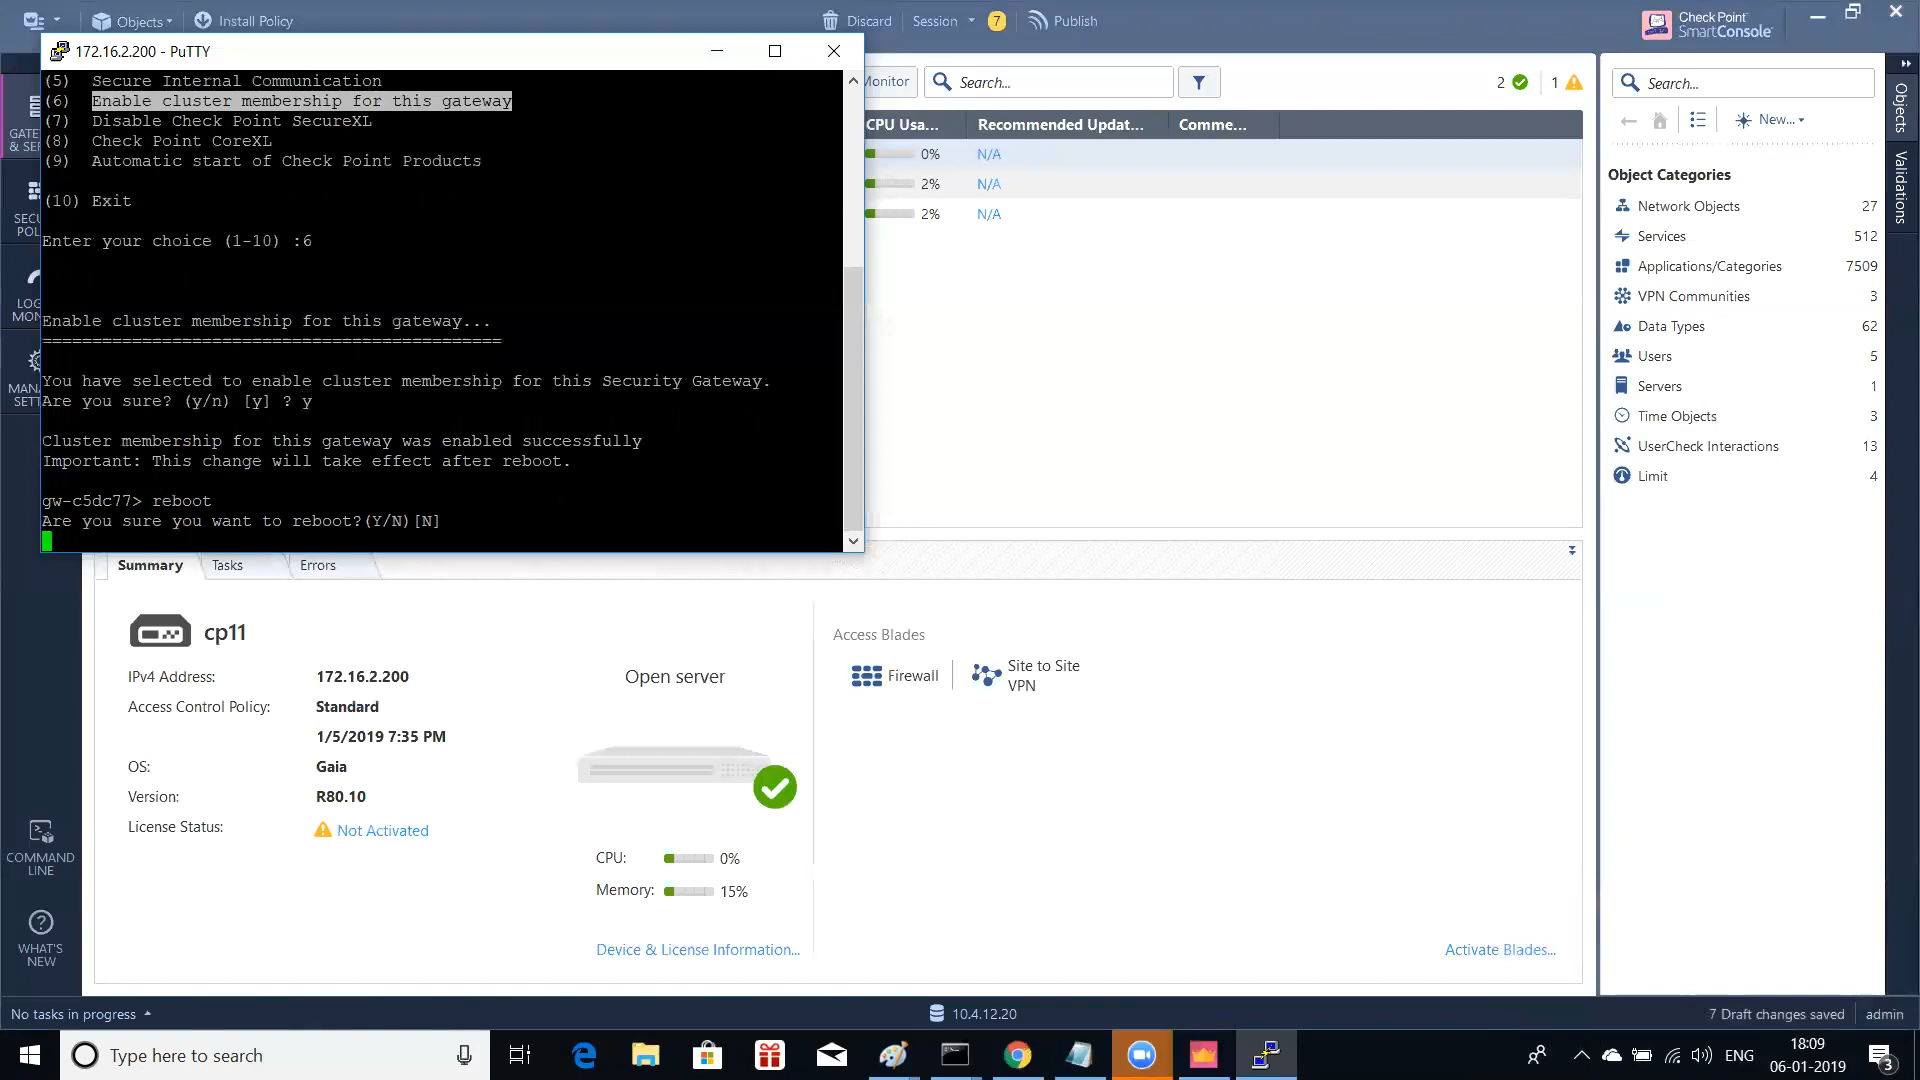 Objects
Install Policy
Discard
Session
7
Publish
Check Point
SmartConsole
172.16.2.200 - PuTTY
(5) Secure Internal Communication
(6) Enable cluster membership for this gateway
(7) Disable Check Point SecureXL
(8) Check Point CoreXL
(9) Automatic start of Check Point Products
(10) Exit
Enter your choice (1-10) :6
Enable cluster membership for this gateway...
==============================================
You have selected to enable cluster membership for this Security Gateway.
Are you sure? (y/n) [y] ? y
Cluster membership for this gateway was enabled successfully
Important: This change will take effect after reboot.
gw-c5dc77> reboot
Are you sure you want to reboot?(Y/N)[N]
GATE
& SE
SECU
POL
LOG
MON
MANA
SETT
COMMAND
LINE
WHAT'S
NEW
Monitor
Search...
2
1
CPU Usa... Recommended Updat... Comme...
0% N/A
2% N/A
2% N/A
Summary
Tasks
Errors
cp11
IPv4 Address: 172.16.2.200
Access Control Policy: Standard
1/5/2019 7:35 PM
OS: Gaia
Version: R80.10
License Status: Not Activated
Open server
CPU: 0%
Memory: 15%
Device & License Information...
Access Blades
Firewall
Site to Site
VPN
Activate Blades...
Search...
New...
Object Categories
Network Objects 27
Services 512
Applications/Categories 7509
VPN Communities 3
Data Types 62
Users 5
Servers 1
Time Objects 3
UserCheck Interactions 13
Limit 4
Objects
Validations
No tasks in progress
10.4.12.20
7 Draft changes saved
admin
Type here to search
ENG
18:09
06-01-2019
3